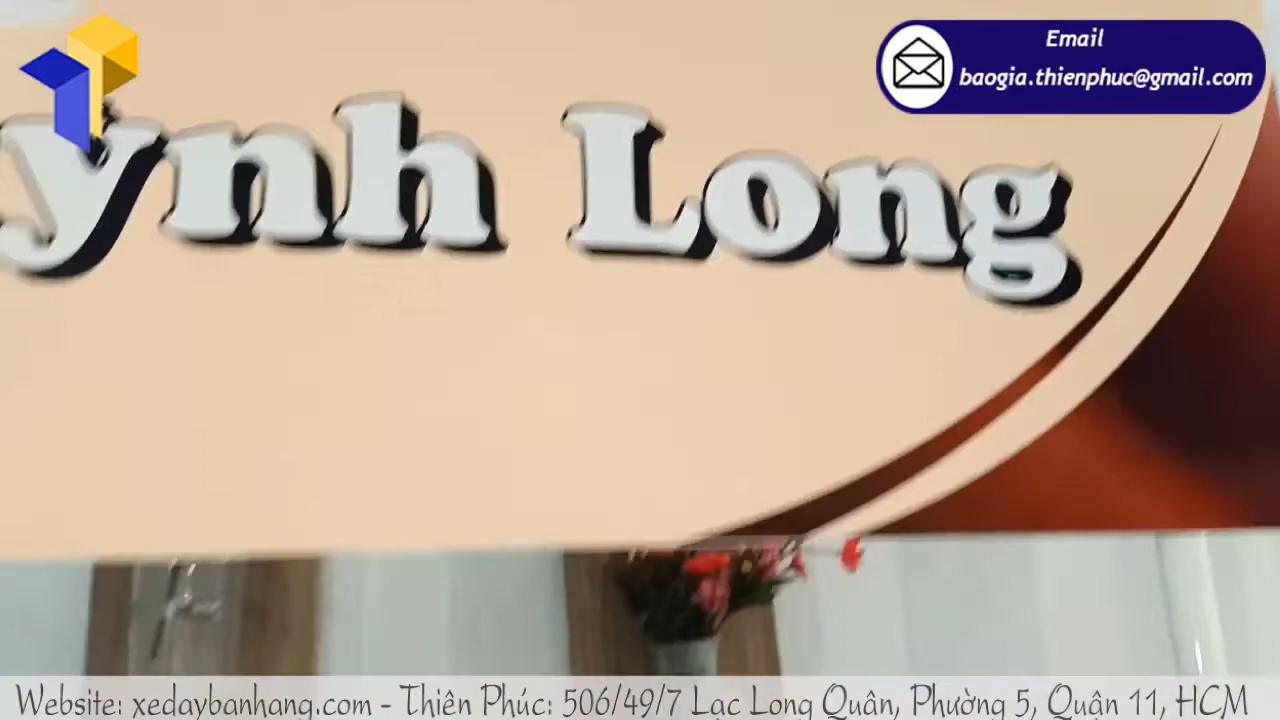 Email
baogia.thienphuc@gmail.com
ỳnh Long
Website: xedaybanhang.com - Thiên Phúc: 506/49/7 Lạc Long Quân, Phường 5, Quận 11, HCM